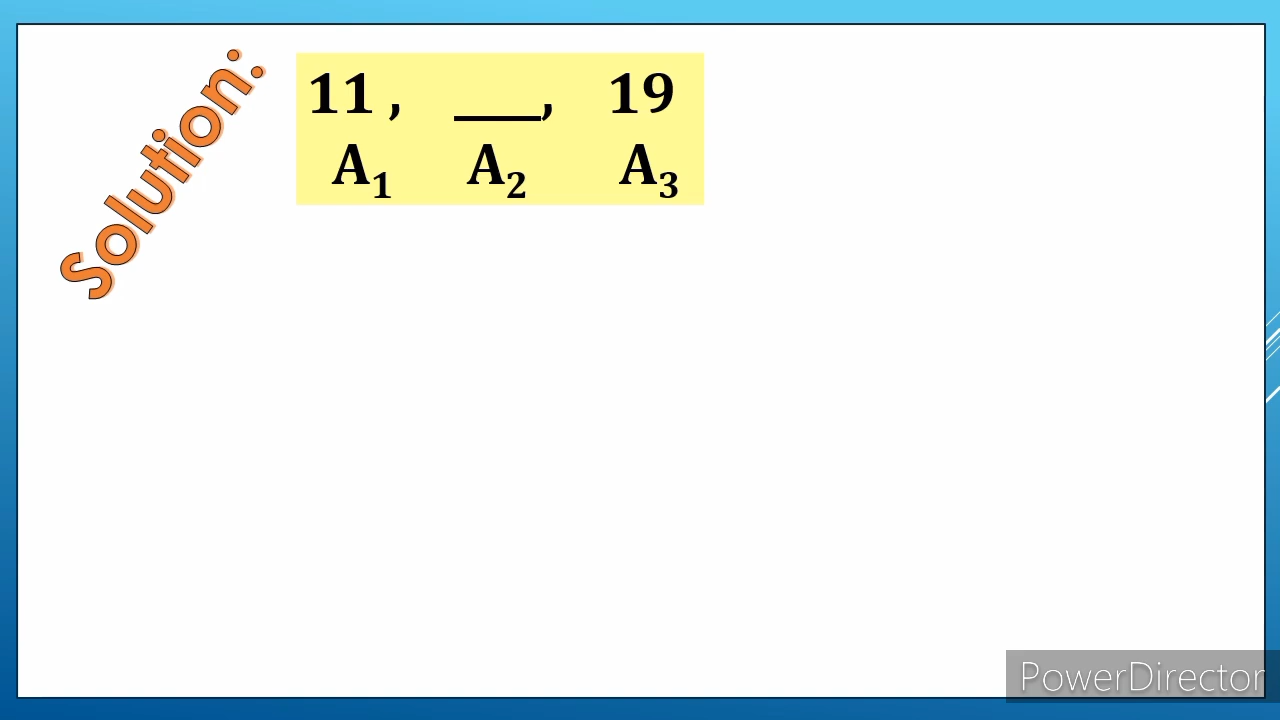 Solution:
11 , ___, 19
A₁ A₂ A₃
PowerDirector